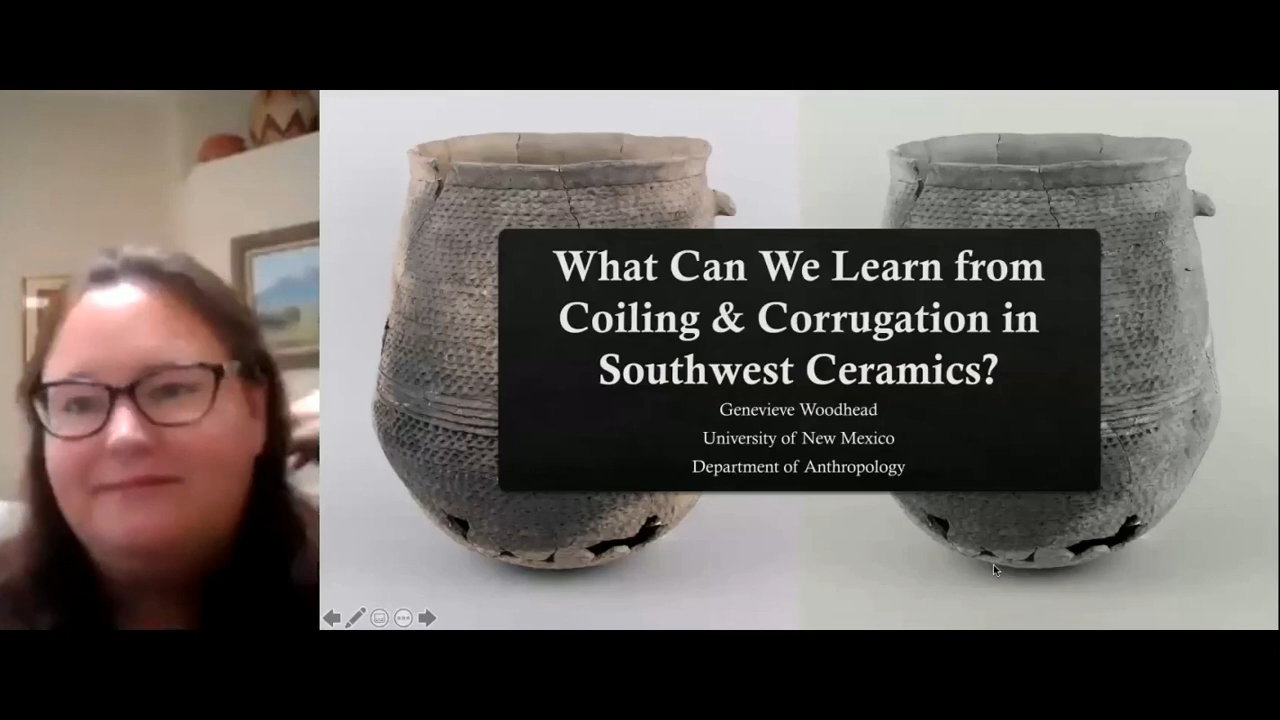 What Can We Learn from
Coiling & Corrugation in
Southwest Ceramics?
Genevieve Woodhead
University of New Mexico
Department of Anthropology